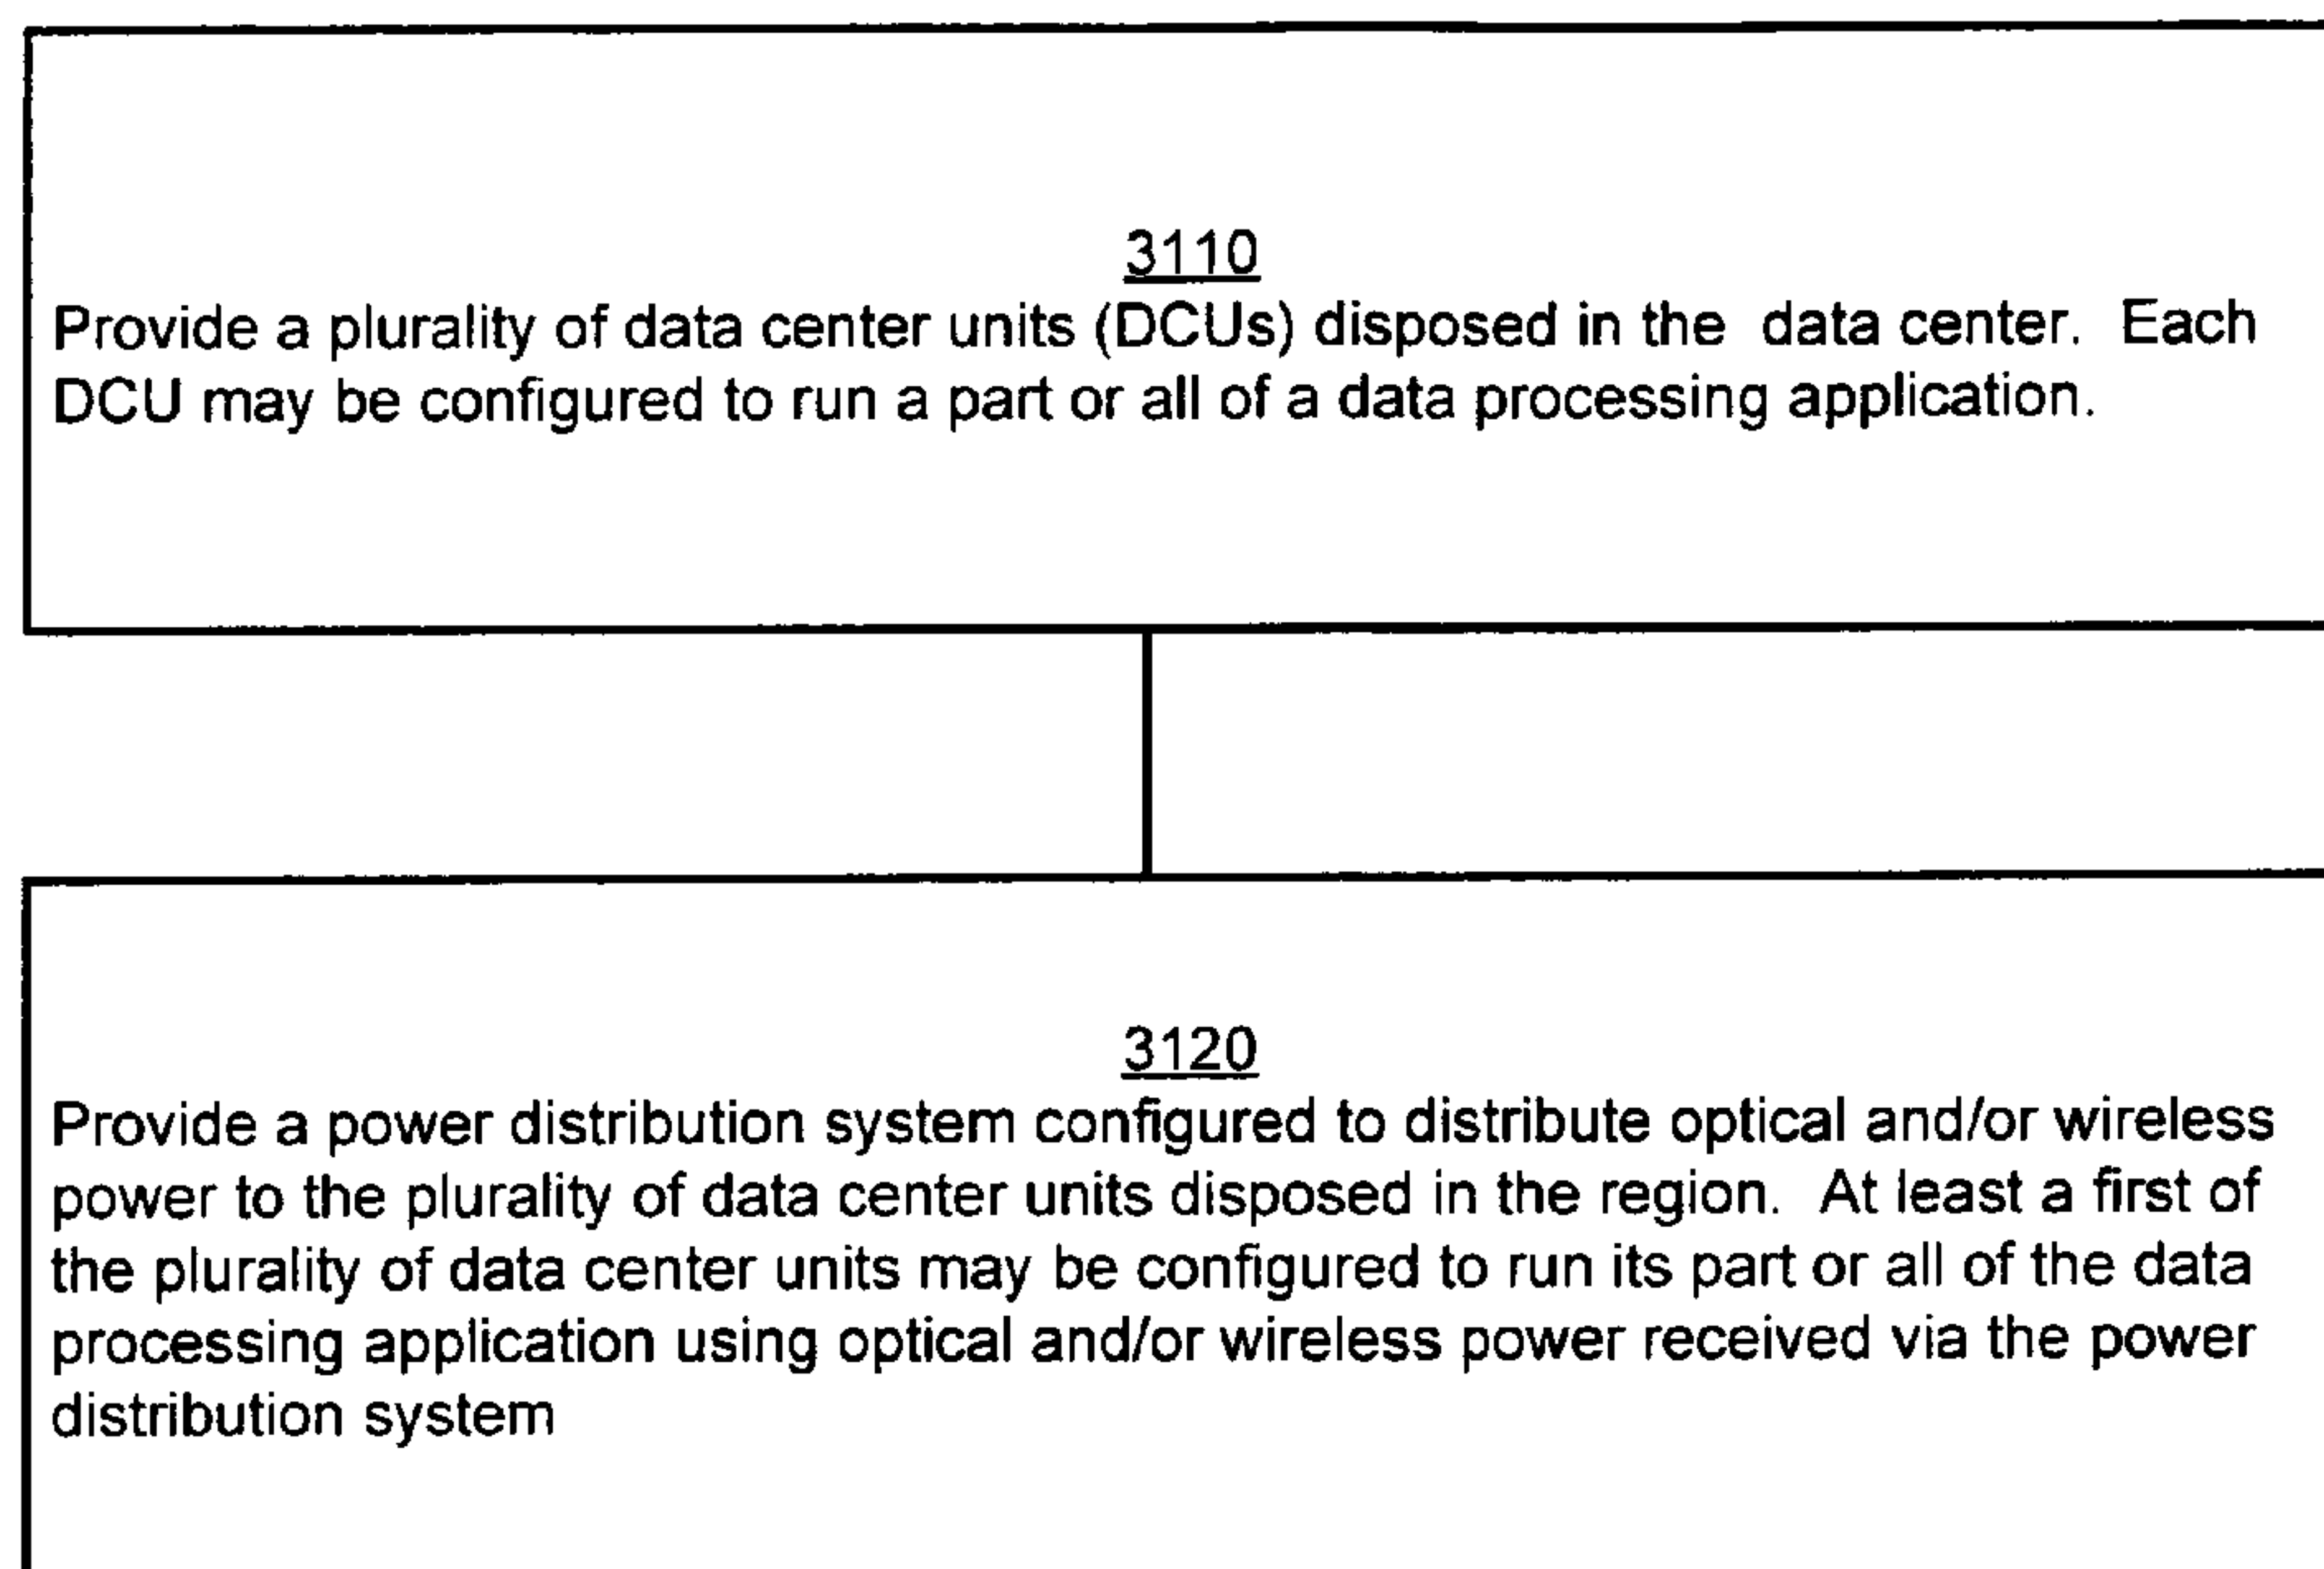 3110
Provide a plurality of data center units (DCUs) disposed in the data center. Each
DCU may be configured to run a part or all of a data processing application.
3120
Provide a power distribution system configured to distribute optical and/or wireless
power to the plurality of data center units disposed in the region. At least a first of
the plurality of data center units may be configured to run its part or all of the data
processing application using optical and/or wireless power received via the power
distribution system